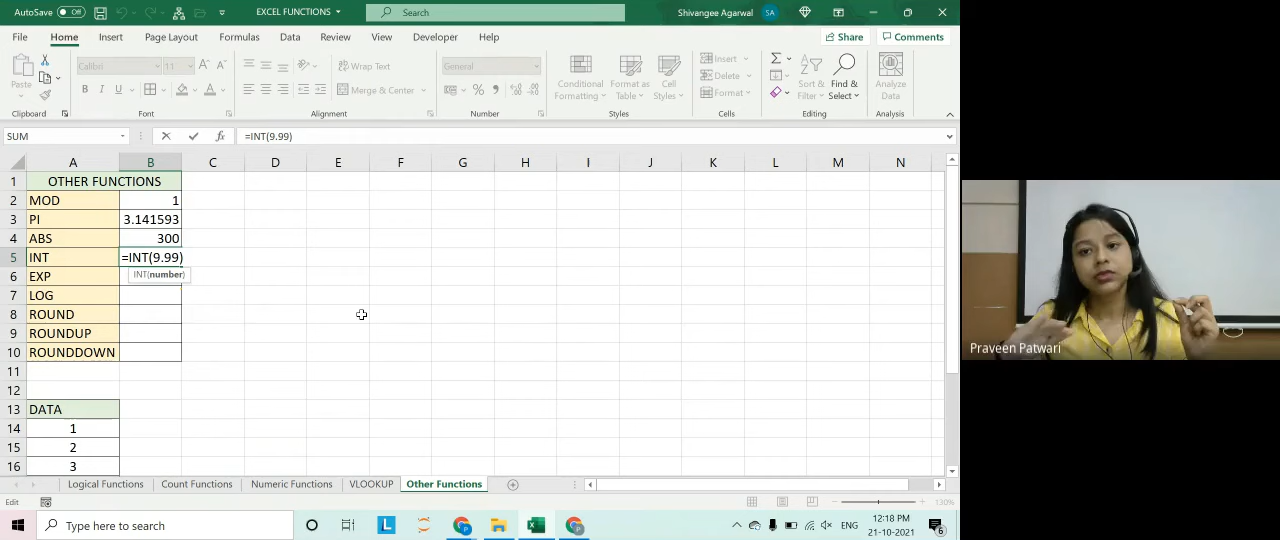 AutoSave Off EXCEL FUNCTIONS Search Shivangee Agarwal SA
File Home Insert Page Layout Formulas Data Review View Developer Help Share Comments
Paste Calibri 11 A A Wrap Text General Conditional Formatting Format as Table Cell Styles Insert Delete Format Sort & Filter Find & Select Analyze Data
B I U A Merge & Center % 9
Clipboard Font Alignment Number Styles Cells Editing Analysis
SUM fx =INT(9.99)
A B C D E F G H I J K L M N
1 OTHER FUNCTIONS
2 MOD 1
3 PI 3.141593
4 ABS 300
5 INT =INT(9.99)
6 EXP INT(number)
7 LOG
8 ROUND
9 ROUNDUP
10 ROUNDDOWN
11
12
13 DATA
14 1
15 2
16 3
Logical Functions Count Functions Numeric Functions VLOOKUP Other Functions
Edit 130%
Type here to search L ENG 12:18 PM 21-10-2021 6
Praveen Patwari